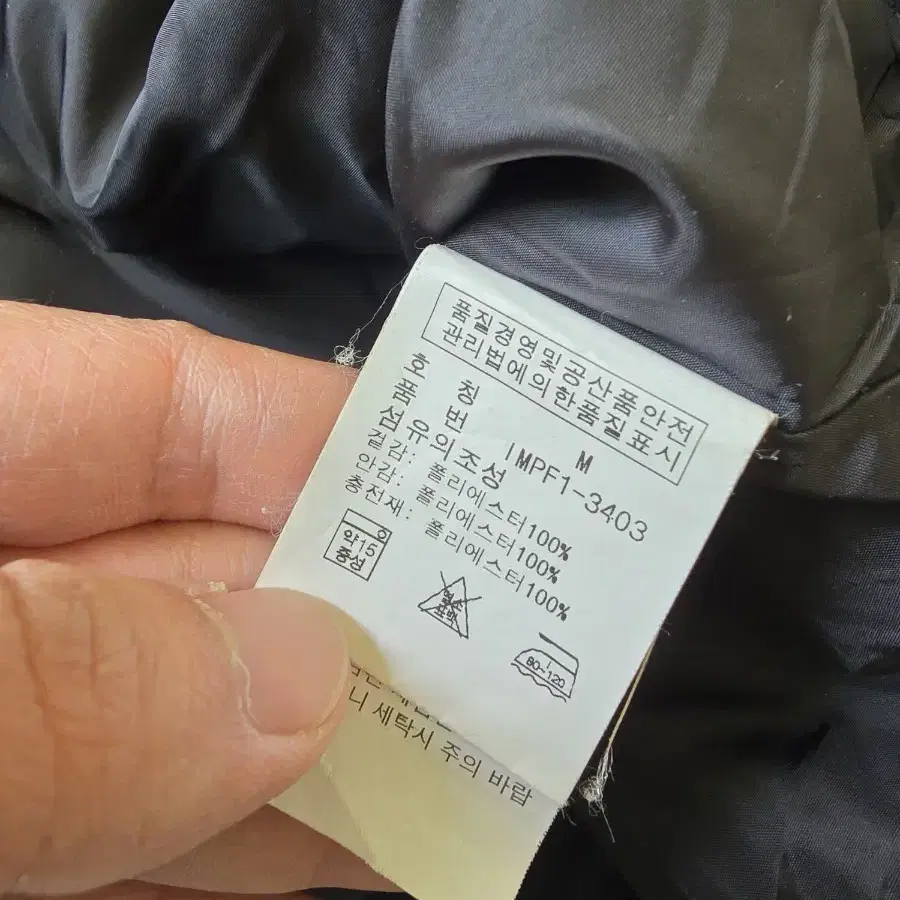 품질경영및공산품안전
관리법에의한품질표시
호 칭 M
품 번 IMPF1-3403
섬유의조성
겉감: 폴리에스터100%
안감: 폴리에스터100%
충전재: 폴리에스터100%
약15
중성
염소
표백
80-120
니 세탁시 주의 바람